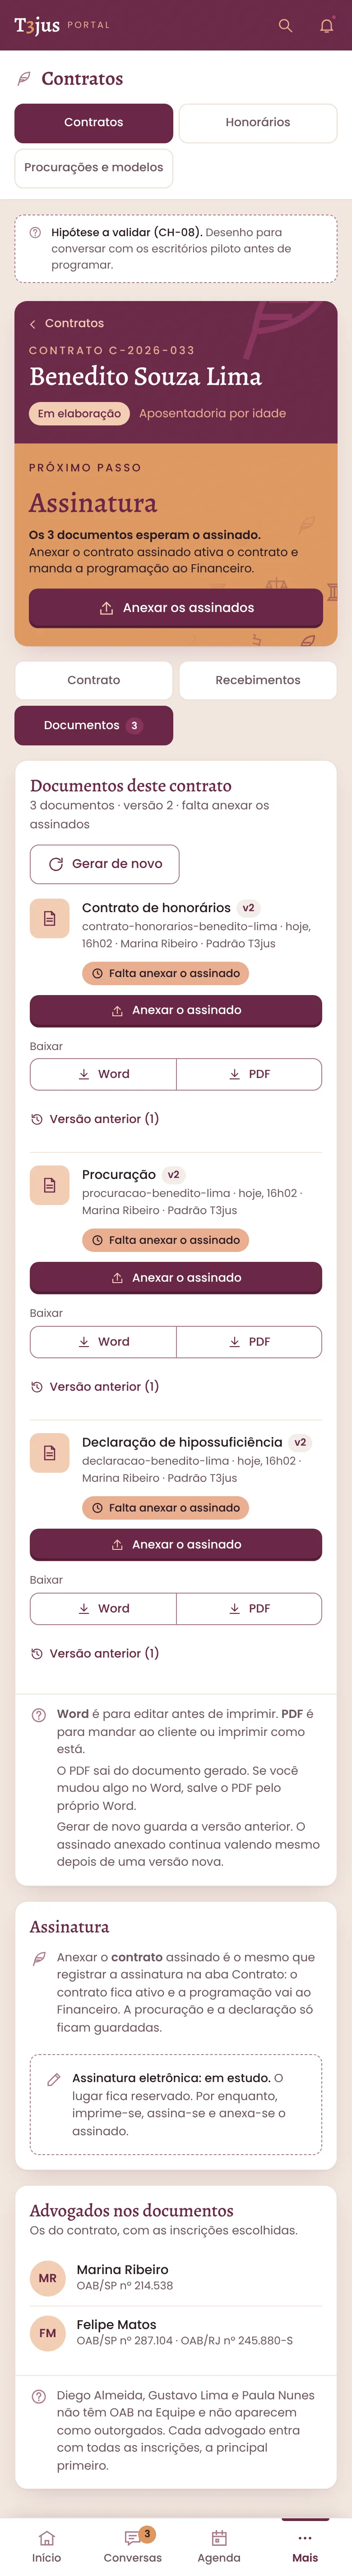 T3jus PORTAL
Contratos
Contratos
Honorários
Procurações e modelos
Hipótese a validar (CH-08). Desenho para
conversar com os escritórios piloto antes de
programar.
Contratos
CONTRATO C-2026-033
Benedito Souza Lima
Em elaboração Aposentadoria por idade
PRÓXIMO PASSO
Assinatura
Os 3 documentos esperam o assinado.
Anexar o contrato assinado ativa o contrato e
manda a programação ao Financeiro.
Anexar os assinados
Contrato
Recebimentos
Documentos 3
Documentos deste contrato
3 documentos · versão 2 · falta anexar os
assinados
Gerar de novo
Contrato de honorários v2
contrato-honorarios-benedito-lima · hoje,
16h02 · Marina Ribeiro · Padrão T3jus
Falta anexar o assinado
Anexar o assinado
Baixar
Word
PDF
Versão anterior (1)
Procuração v2
procuracao-benedito-lima · hoje, 16h02 ·
Marina Ribeiro · Padrão T3jus
Falta anexar o assinado
Anexar o assinado
Baixar
Word
PDF
Versão anterior (1)
Declaração de hipossuficiência v2
declaracao-benedito-lima · hoje, 16h02 ·
Marina Ribeiro · Padrão T3jus
Falta anexar o assinado
Anexar o assinado
Baixar
Word
PDF
Versão anterior (1)
Word é para editar antes de imprimir. PDF é
para mandar ao cliente ou imprimir como
está.
O PDF sai do documento gerado. Se você
mudou algo no Word, salve o PDF pelo
próprio Word.
Gerar de novo guarda a versão anterior. O
assinado anexado continua valendo mesmo
depois de uma versão nova.
Assinatura
Anexar o contrato assinado é o mesmo que
registrar a assinatura na aba Contrato: o
contrato fica ativo e a programação vai ao
Financeiro. A procuração e a declaração só
ficam guardadas.
Assinatura eletrônica: em estudo. O
lugar fica reservado. Por enquanto,
imprime-se, assina-se e anexa-se o
assinado.
Advogados nos documentos
Os do contrato, com as inscrições escolhidas.
MR
Marina Ribeiro
OAB/SP nº 214.538
FM
Felipe Matos
OAB/SP nº 287.104 · OAB/RJ nº 245.880-S
Diego Almeida, Gustavo Lima e Paula Nunes
não têm OAB na Equipe e não aparecem
como outorgados. Cada advogado entra
com todas as inscrições, a principal
primeiro.
3
Início
Conversas
Agenda
Mais